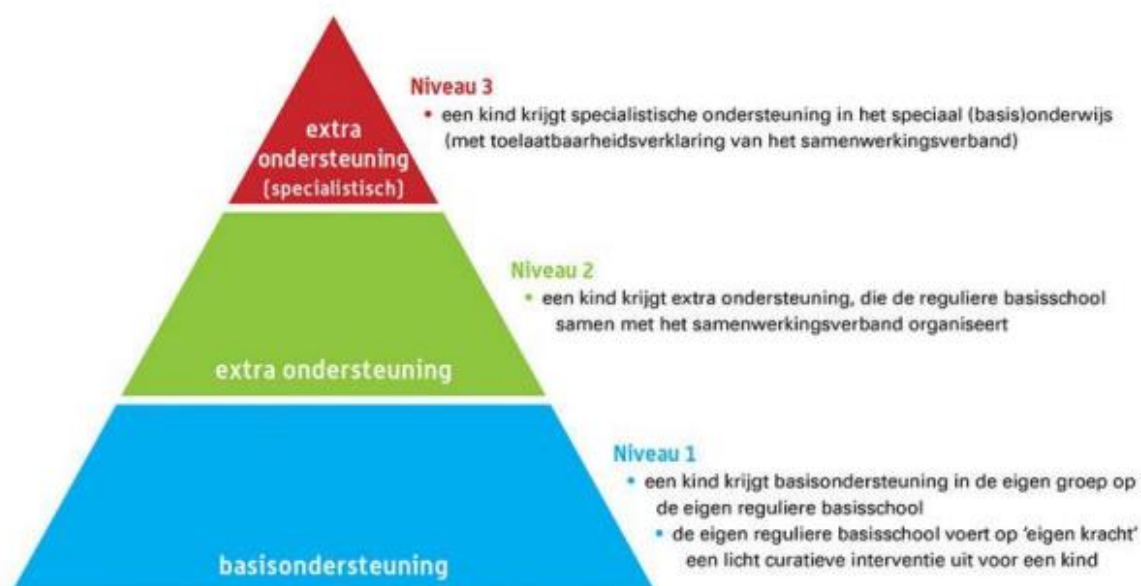 extra
ondersteuning
(specialistisch)
Niveau 3
• een kind krijgt specialistische ondersteuning in het speciaal (basis)onderwijs
(met toelaatbaarheidsverklaring van het samenwerkingsverband)
Niveau 2
• een kind krijgt extra ondersteuning, die de reguliere basisschool
samen met het samenwerkingsverband organiseert
extra ondersteuning
Niveau 1
• een kind krijgt basisondersteuning in de eigen groep op
de eigen reguliere basisschool
• de eigen reguliere basisschool voert op ‘eigen kracht’
een licht curatieve interventie uit voor een kind
basisondersteuning